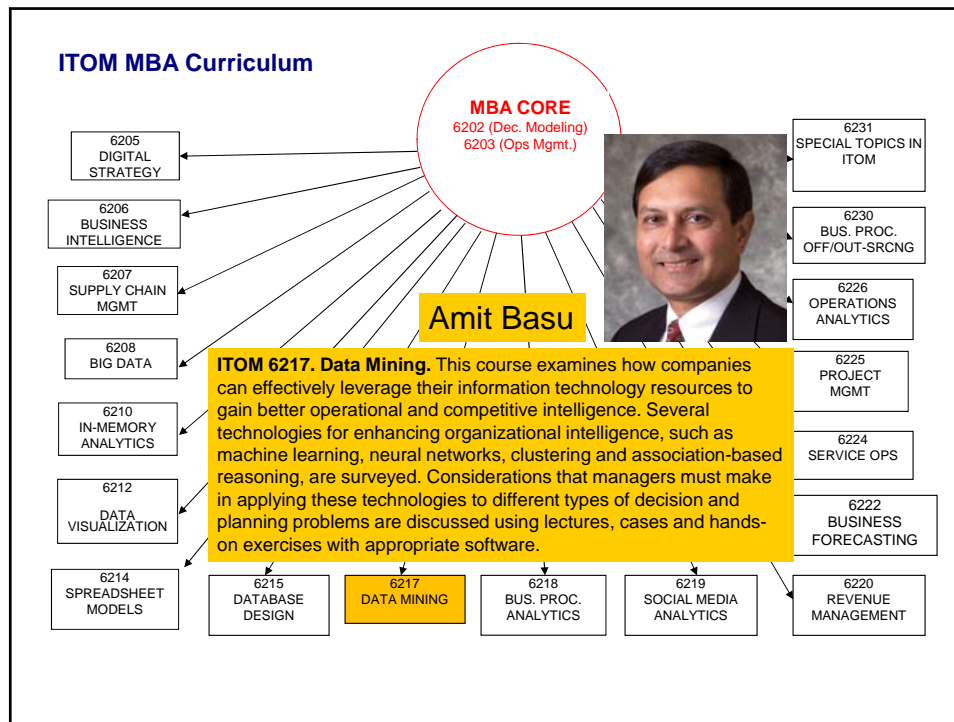 ITOM MBA Curriculum
MBA CORE
6202 (Dec. Modeling)
6203 (Ops Mgmt.)
6205
DIGITAL
STRATEGY
6206
BUSINESS
INTELLIGENCE
6207
SUPPLY CHAIN
MGMT
6208
BIG DATA
6210
IN-MEMORY
ANALYTICS
6212
DATA
VISUALIZATION
6214
SPREADSHEET
MODELS
6215
DATABASE
DESIGN
6217
DATA MINING
6218
BUS. PROC.
ANALYTICS
6219
SOCIAL MEDIA
ANALYTICS
6220
REVENUE
MANAGEMENT
6222
BUSINESS
FORECASTING
6224
SERVICE OPS
6225
PROJECT
MGMT
6226
OPERATIONS
ANALYTICS
6230
BUS. PROC.
OFF/OUT-SRCNG
6231
SPECIAL TOPICS IN
ITOM
Amit Basu
ITOM 6217. Data Mining. This course examines how companies
can effectively leverage their information technology resources to
gain better operational and competitive intelligence. Several
technologies for enhancing organizational intelligence, such as
machine learning, neural networks, clustering and association-based
reasoning, are surveyed. Considerations that managers must make
in applying these technologies to different types of decision and
planning problems are discussed using lectures, cases and hands-
on exercises with appropriate software.